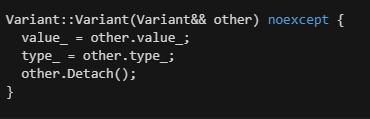 Variant::Variant(Variant&& other) noexcept {
  value_ = other.value_;
  type_ = other.type_;
  other.Detach();
}